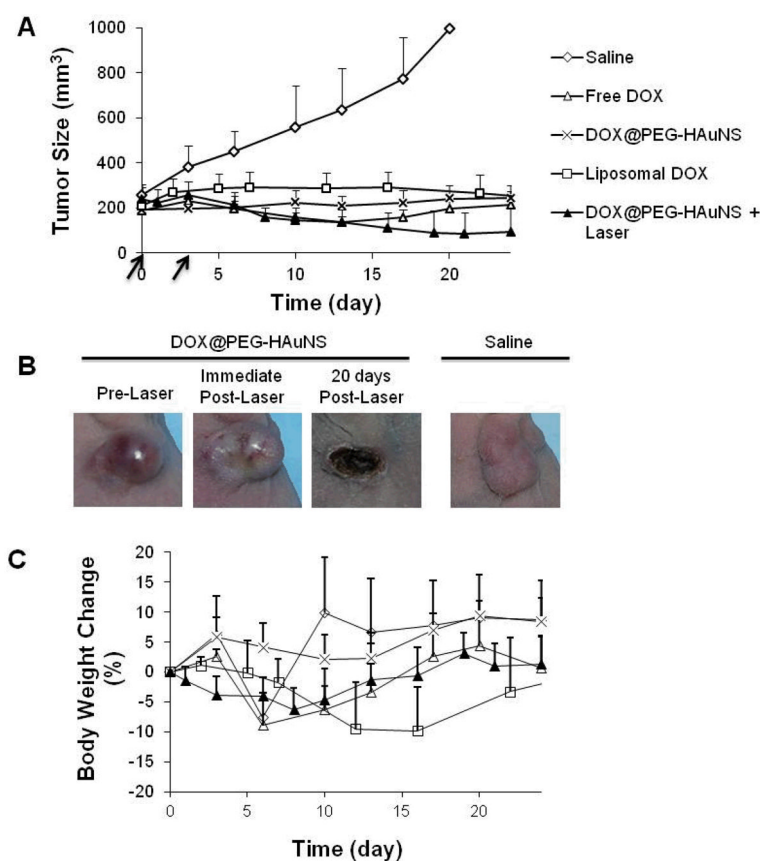 A
Tumor Size (mm3)
1000
800
600
400
200
0
0
5
10
15
20
Time (day)
Saline
Free DOX
DOX@PEG-HAuNS
Liposomal DOX
DOX@PEG-HAuNS +
Laser
B
DOX@PEG-HAuNS
Saline
Pre-Laser
Immediate
Post-Laser
20 days
Post-Laser
C
Body Weight Change
(%)
20
15
10
5
0
-5
-10
-15
-20
0
5
10
15
20
Time (day)